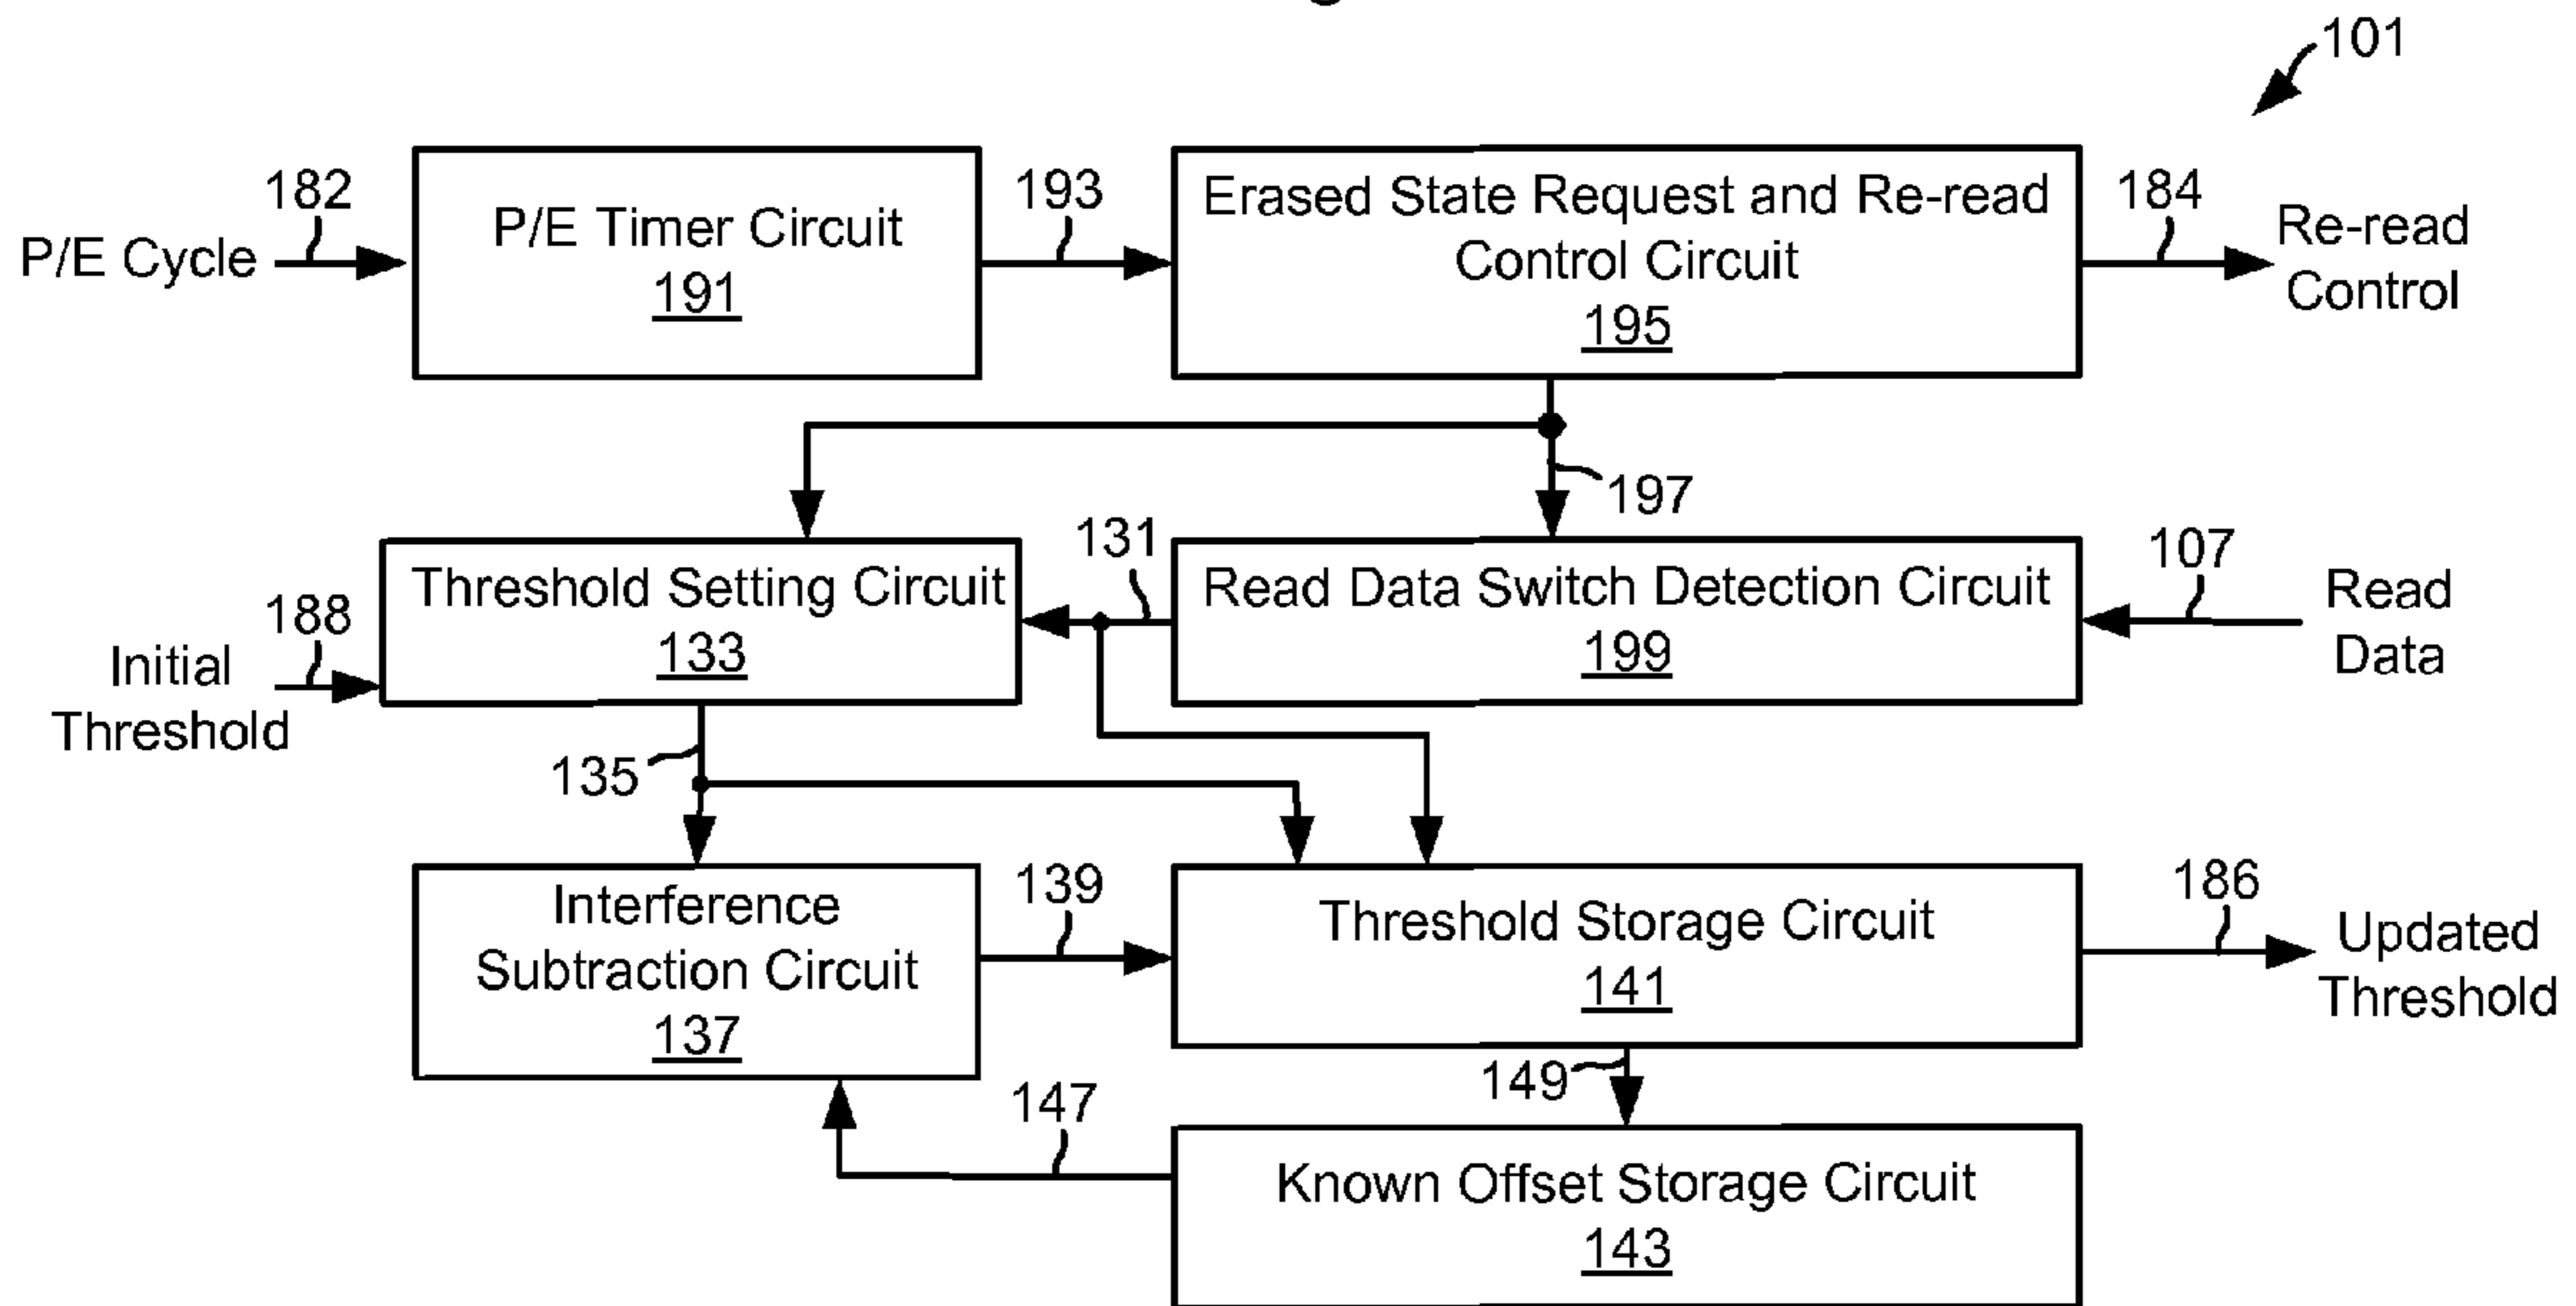 101
182
193
184
P/E Cycle
P/E Timer Circuit
191
Erased State Request and Re-read
Control Circuit
195
Re-read
Control
197
131
107
188
Initial
Threshold
Threshold Setting Circuit
133
Read Data Switch Detection Circuit
199
Read
Data
135
139
186
Interference
Subtraction Circuit
137
Threshold Storage Circuit
141
Updated
Threshold
149
147
Known Offset Storage Circuit
143